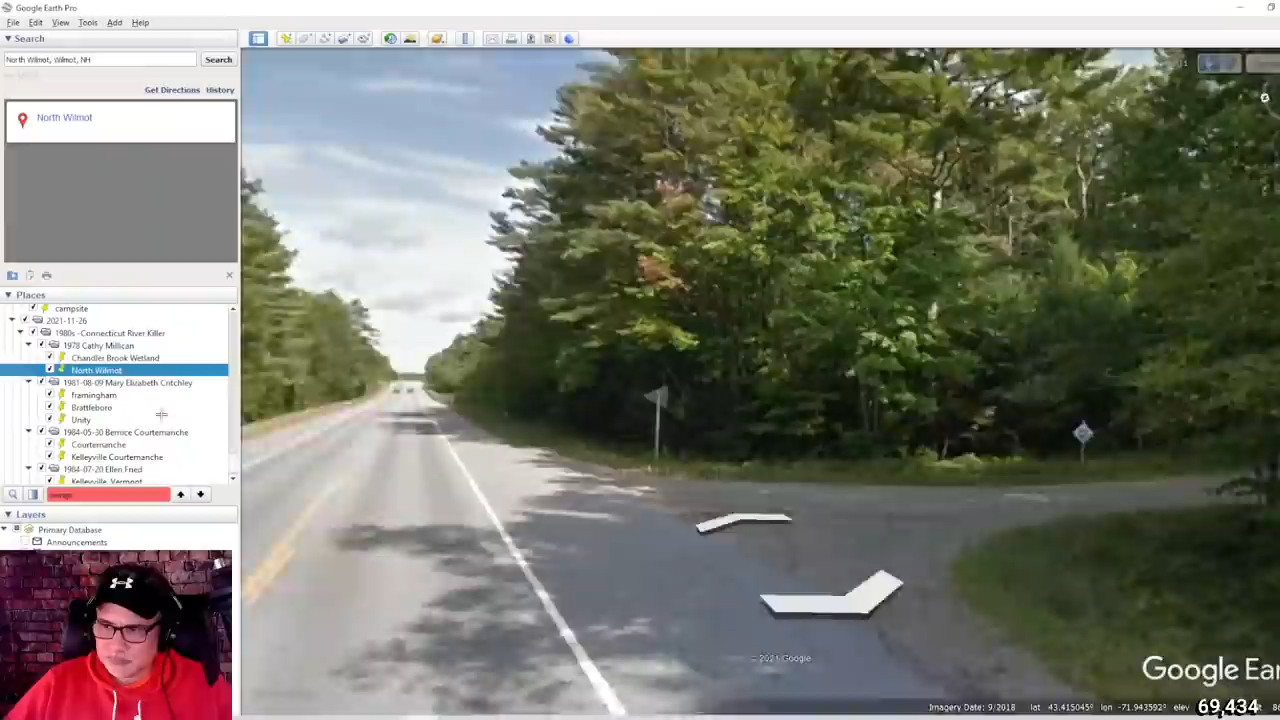 Google Earth Pro
File Edit View Tools Add Help
Search
North Wilmot, Wilmot, NH Search
Get Directions History
North Wilmot
Places
campsite
2021-11-26
1980s -Connecticut River Killer
1978 Cathy Millican
Chandler Brook Wetland
North Wilmot
1981-08-09 Mary Elizabeth Critchley
framingham
Brattleboro
Unity
1984-05-30 Bernice Courtemanche
Courtemanche
Kelleyville Courtemanche
1984-07-20 Ellen Fried
Kelleyville, Vermont
Layers
Primary Database
Announcements
© 2021 Google
Google Ear
Imagery Date: 9/2018 lat 43.415045° lon -71.943592° elev
69,434